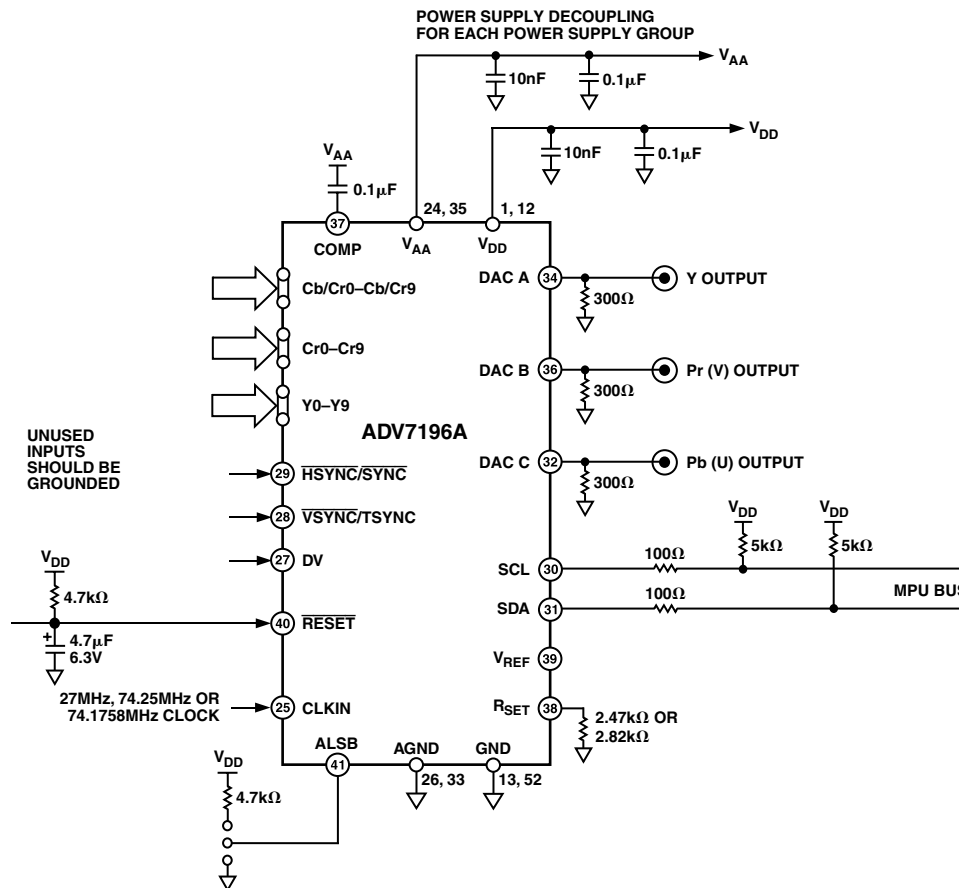 POWER SUPPLY DECOUPLING
FOR EACH POWER SUPPLY GROUP
VAA
10nF
0.1μF
VDD
10nF
0.1μF
VAA
0.1μF
24, 35
1, 12
37
COMP
VAA
VDD
Cb/Cr0–Cb/Cr9
DAC A
34
Y OUTPUT
300Ω
Cr0–Cr9
DAC B
36
Pr (V) OUTPUT
300Ω
Y0–Y9
ADV7196A
UNUSED
INPUTS
SHOULD BE
GROUNDED
DAC C
32
Pb (U) OUTPUT
300Ω
29
HSYNC/SYNC
28
VSYNC/TSYNC
27
DV
VDD
VDD
5kΩ
5kΩ
SCL
30
100Ω
MPU BUS
SDA
31
100Ω
VDD
4.7kΩ
40
RESET
+
4.7μF
6.3V
VREF
39
27MHz, 74.25MHz OR
74.1758MHz CLOCK
25
CLKIN
RSET
38
2.47kΩ OR
2.82kΩ
ALSB
AGND
GND
41
26, 33
13, 52
VDD
4.7kΩ